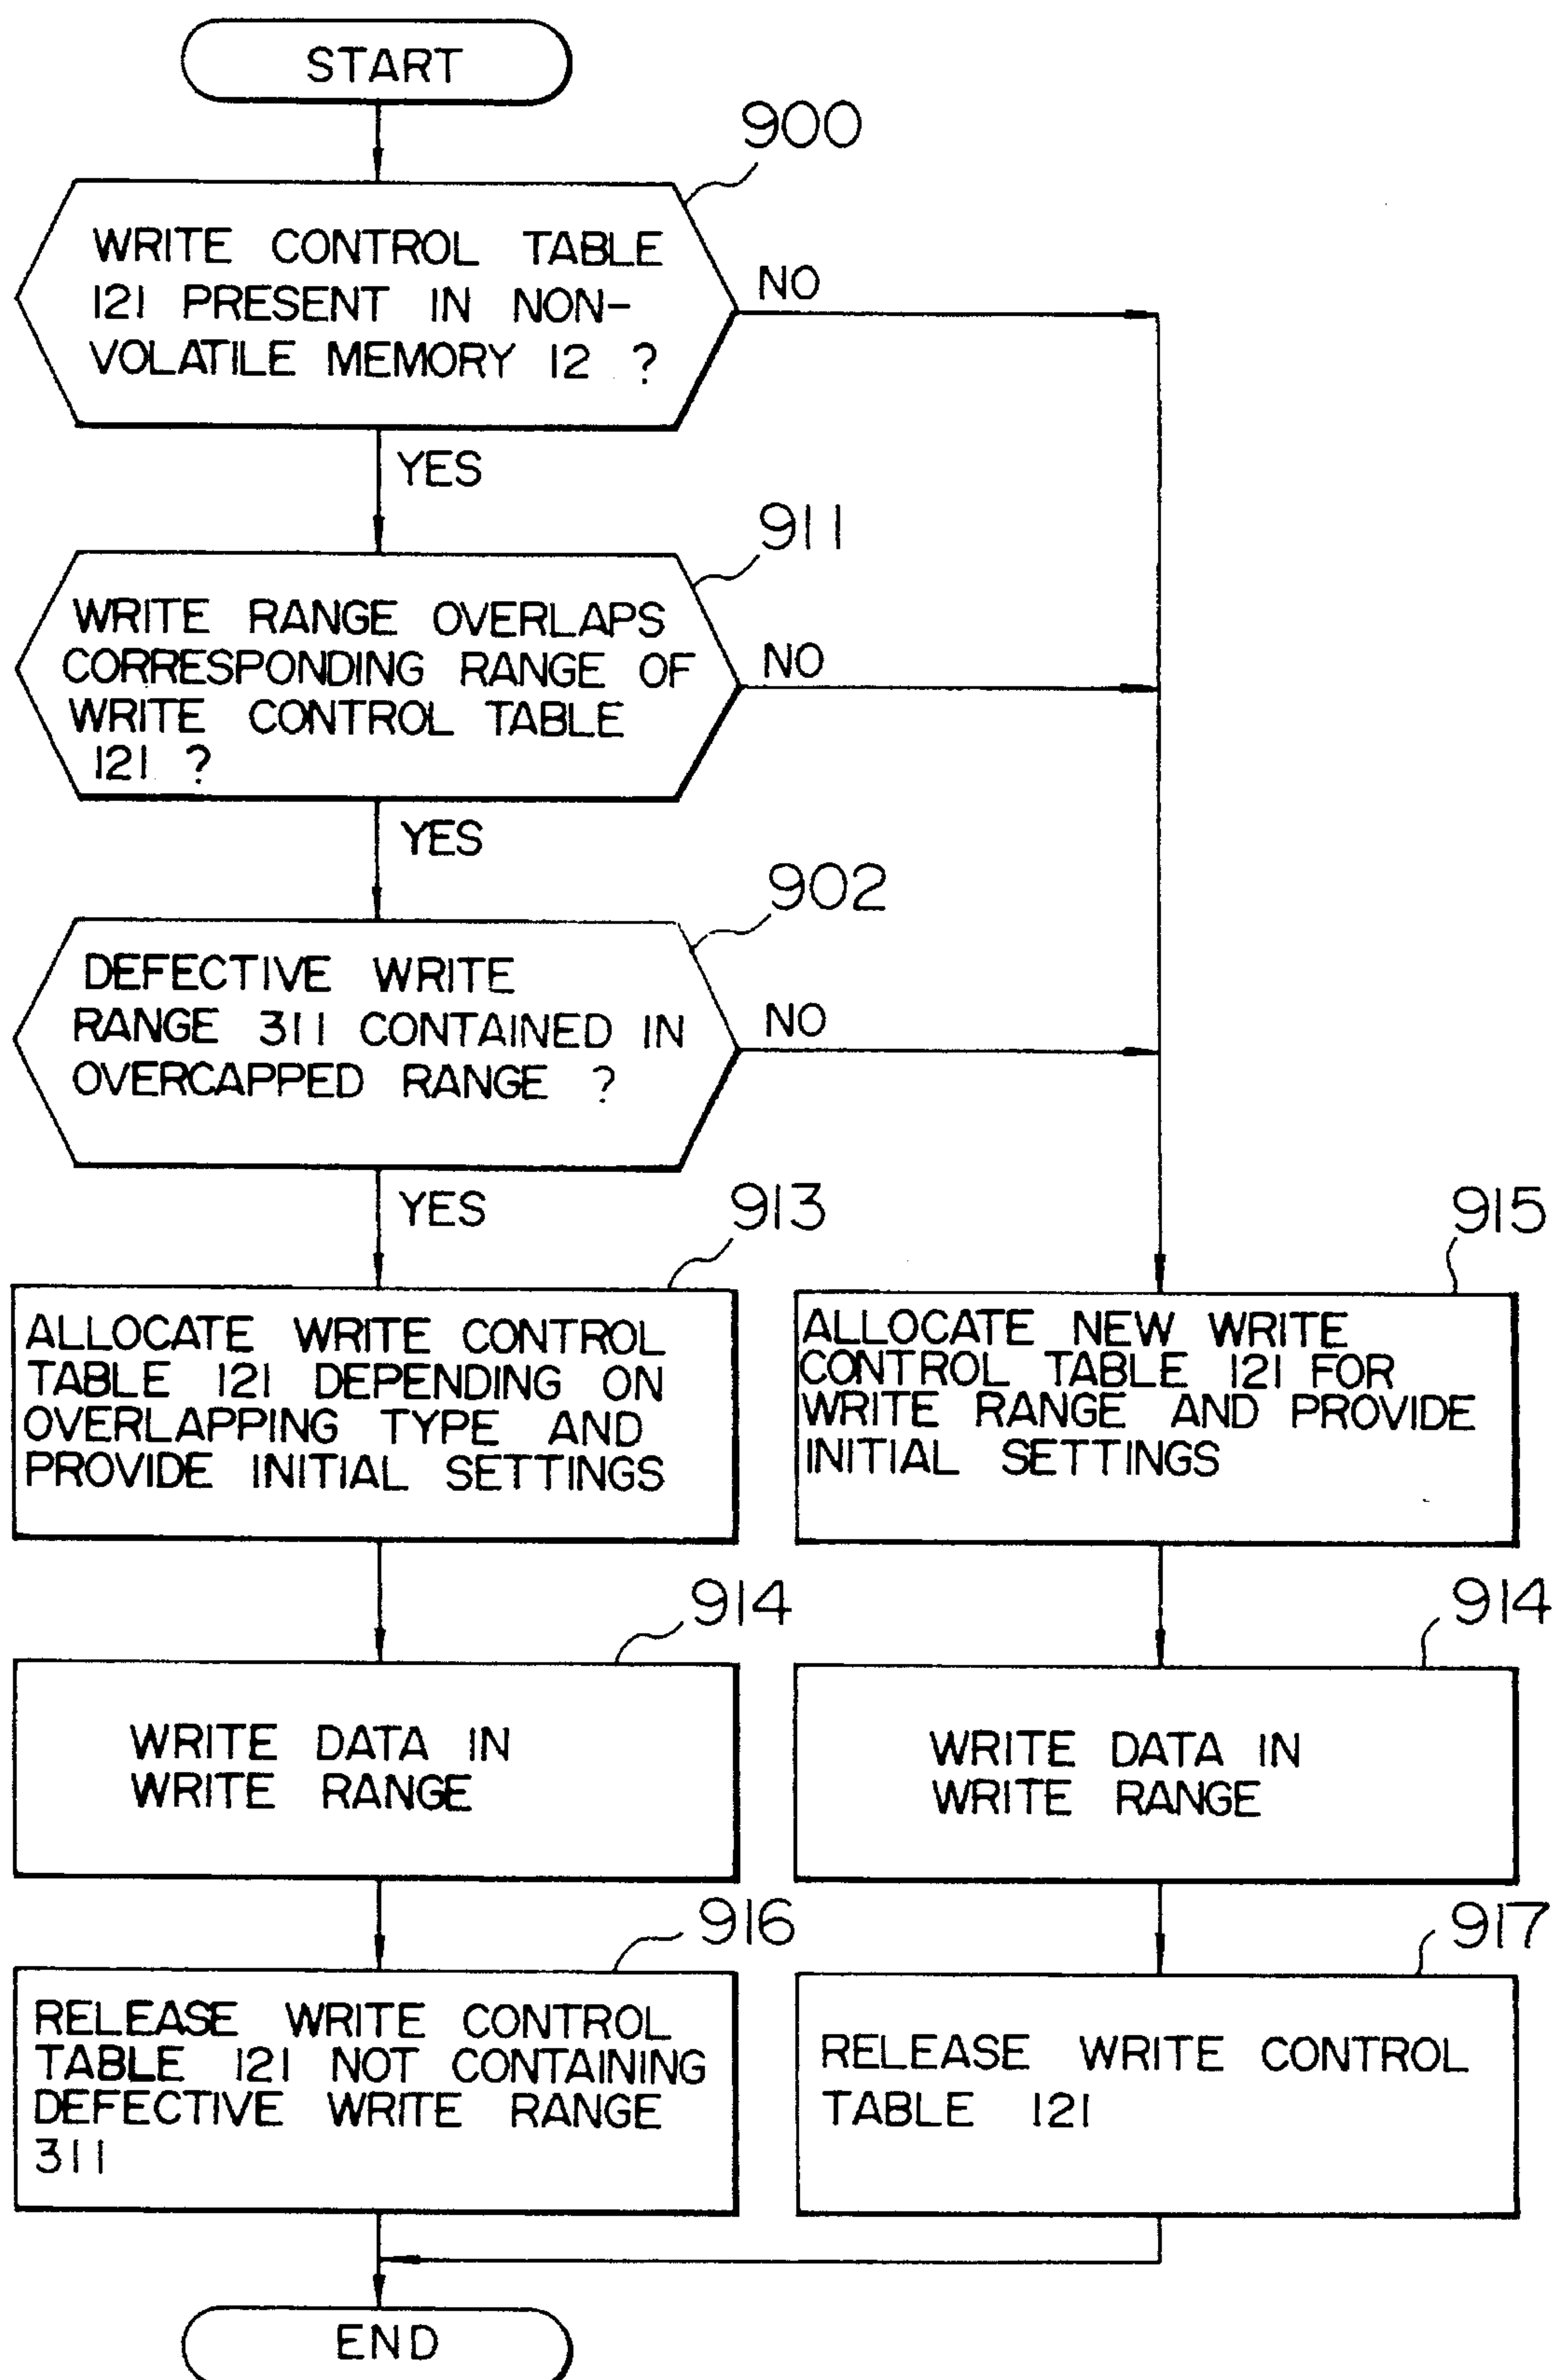 START
900
WRITE CONTROL TABLE
121 PRESENT IN NON-
VOLATILE MEMORY 12 ?
NO
YES
911
WRITE RANGE OVERLAPS
CORRESPONDING RANGE OF
WRITE CONTROL TABLE
121 ?
NO
YES
902
DEFECTIVE WRITE
RANGE 311 CONTAINED IN
OVERCAPPED RANGE ?
NO
YES
913
ALLOCATE WRITE CONTROL
TABLE 121 DEPENDING ON
OVERLAPPING TYPE AND
PROVIDE INITIAL SETTINGS
915
ALLOCATE NEW WRITE
CONTROL TABLE 121 FOR
WRITE RANGE AND PROVIDE
INITIAL SETTINGS
914
WRITE DATA IN
WRITE RANGE
914
WRITE DATA IN
WRITE RANGE
916
RELEASE WRITE CONTROL
TABLE 121 NOT CONTAINING
DEFECTIVE WRITE RANGE
311
917
RELEASE WRITE CONTROL
TABLE 121
END